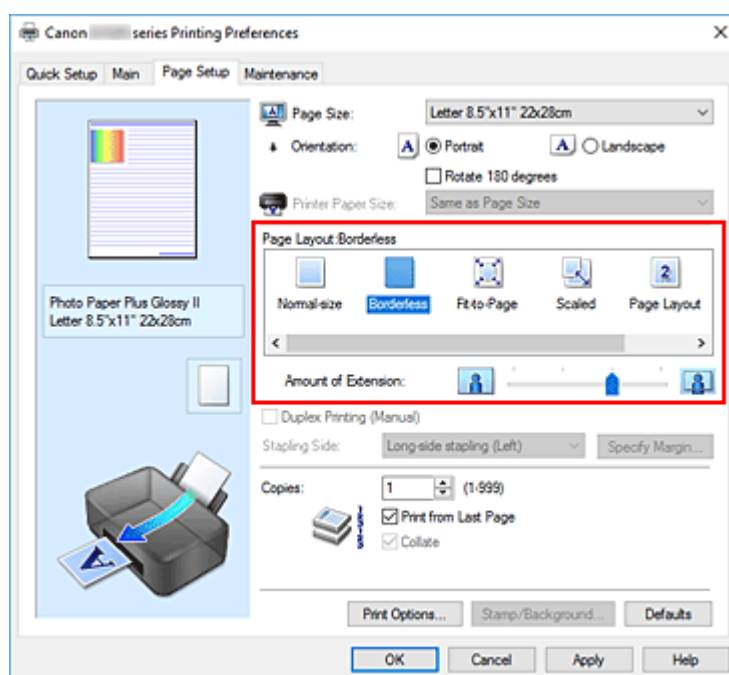 Canon series Printing Preferences
Quick Setup Main Page Setup Maintenance
Page Size: Letter 8.5"x11" 22x28cm
Orientation: A Portrait A Landscape
Rotate 180 degrees
Printer Paper Size: Same as Page Size
Page Layout:Borderless
2
Normal-size Borderless Fit-to-Page Scaled Page Layout
Photo Paper Plus Glossy II
Letter 8.5"x11" 22x28cm
Amount of Extension:
Duplex Printing (Manual)
Stapling Side: Long-side stapling (Left) Specify Margin...
Copies: 1 (1-999)
Print from Last Page
Collate
A
Print Options... Stamp/Background... Defaults
OK Cancel Apply Help